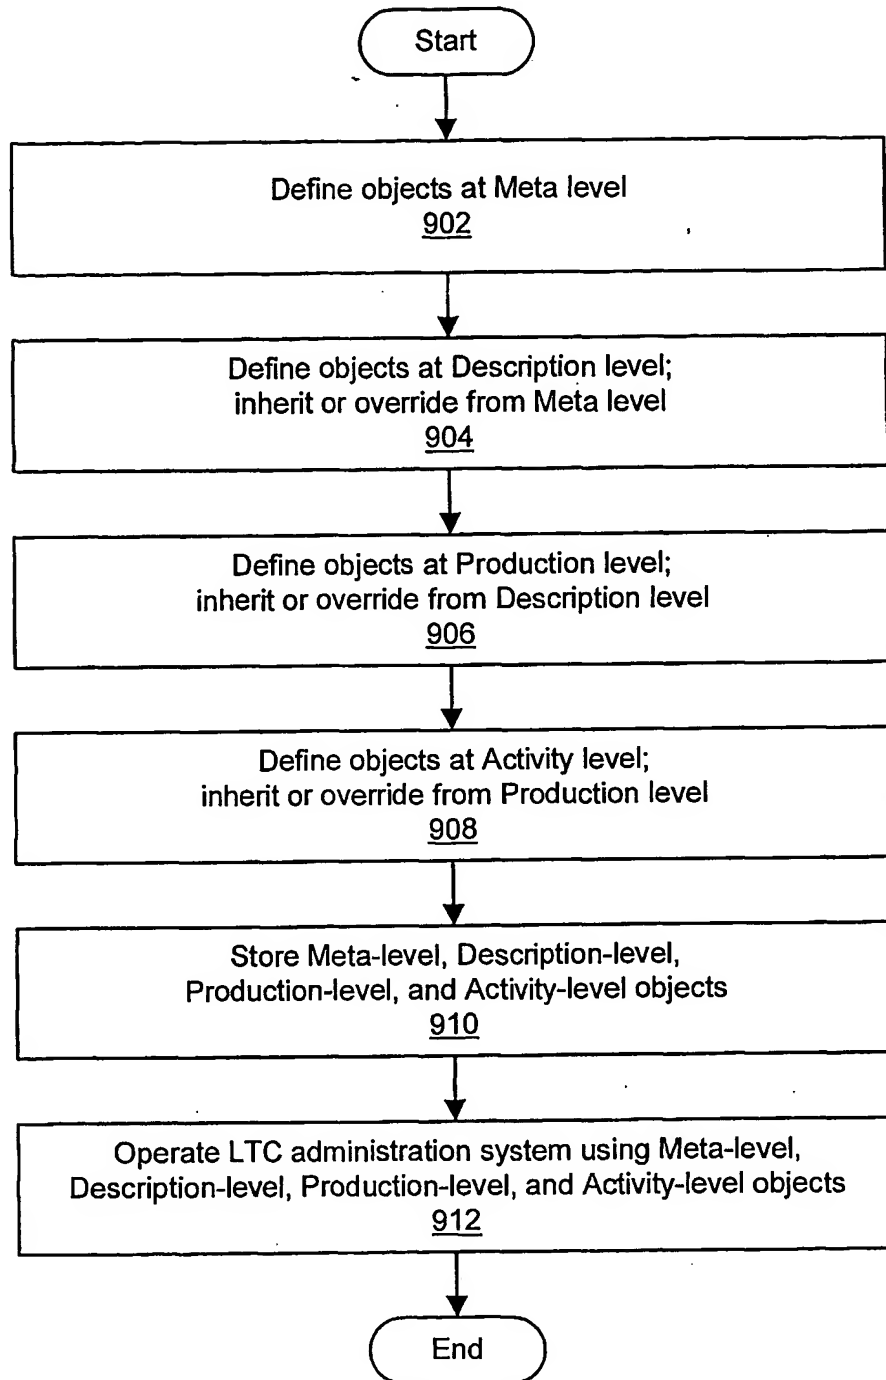 Start
Define objects at Meta level
902
Define objects at Description level;
inherit or override from Meta level
904
Define objects at Production level;
inherit or override from Description level
906
Define objects at Activity level;
inherit or override from Production level
908
Store Meta-level, Description-level,
Production-level, and Activity-level objects
910
Operate LTC administration system using Meta-level,
Description-level, Production-level, and Activity-level objects
912
End